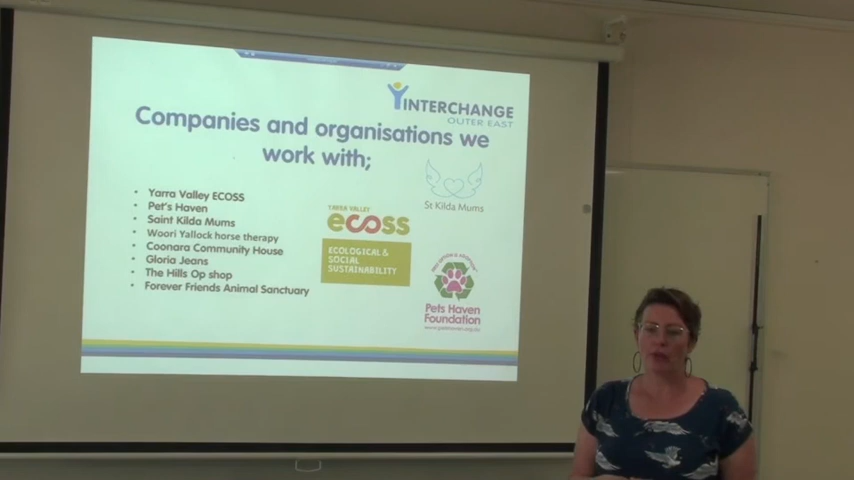 INTERCHANGE
OUTER EAST
Companies and organisations we
work with;
• Yarra Valley ECOSS
• Pet's Haven
• Saint Kilda Mums
• Woori Yallock horse therapy
• Coonara Community House
• Gloria Jeans
• The Hills Op shop
• Forever Friends Animal Sanctuary
St Kilda Mums
YARRA VALLEY
ecoss
ECOLOGICAL &
SOCIAL
SUSTAINABILITY
Pets Haven
Foundation